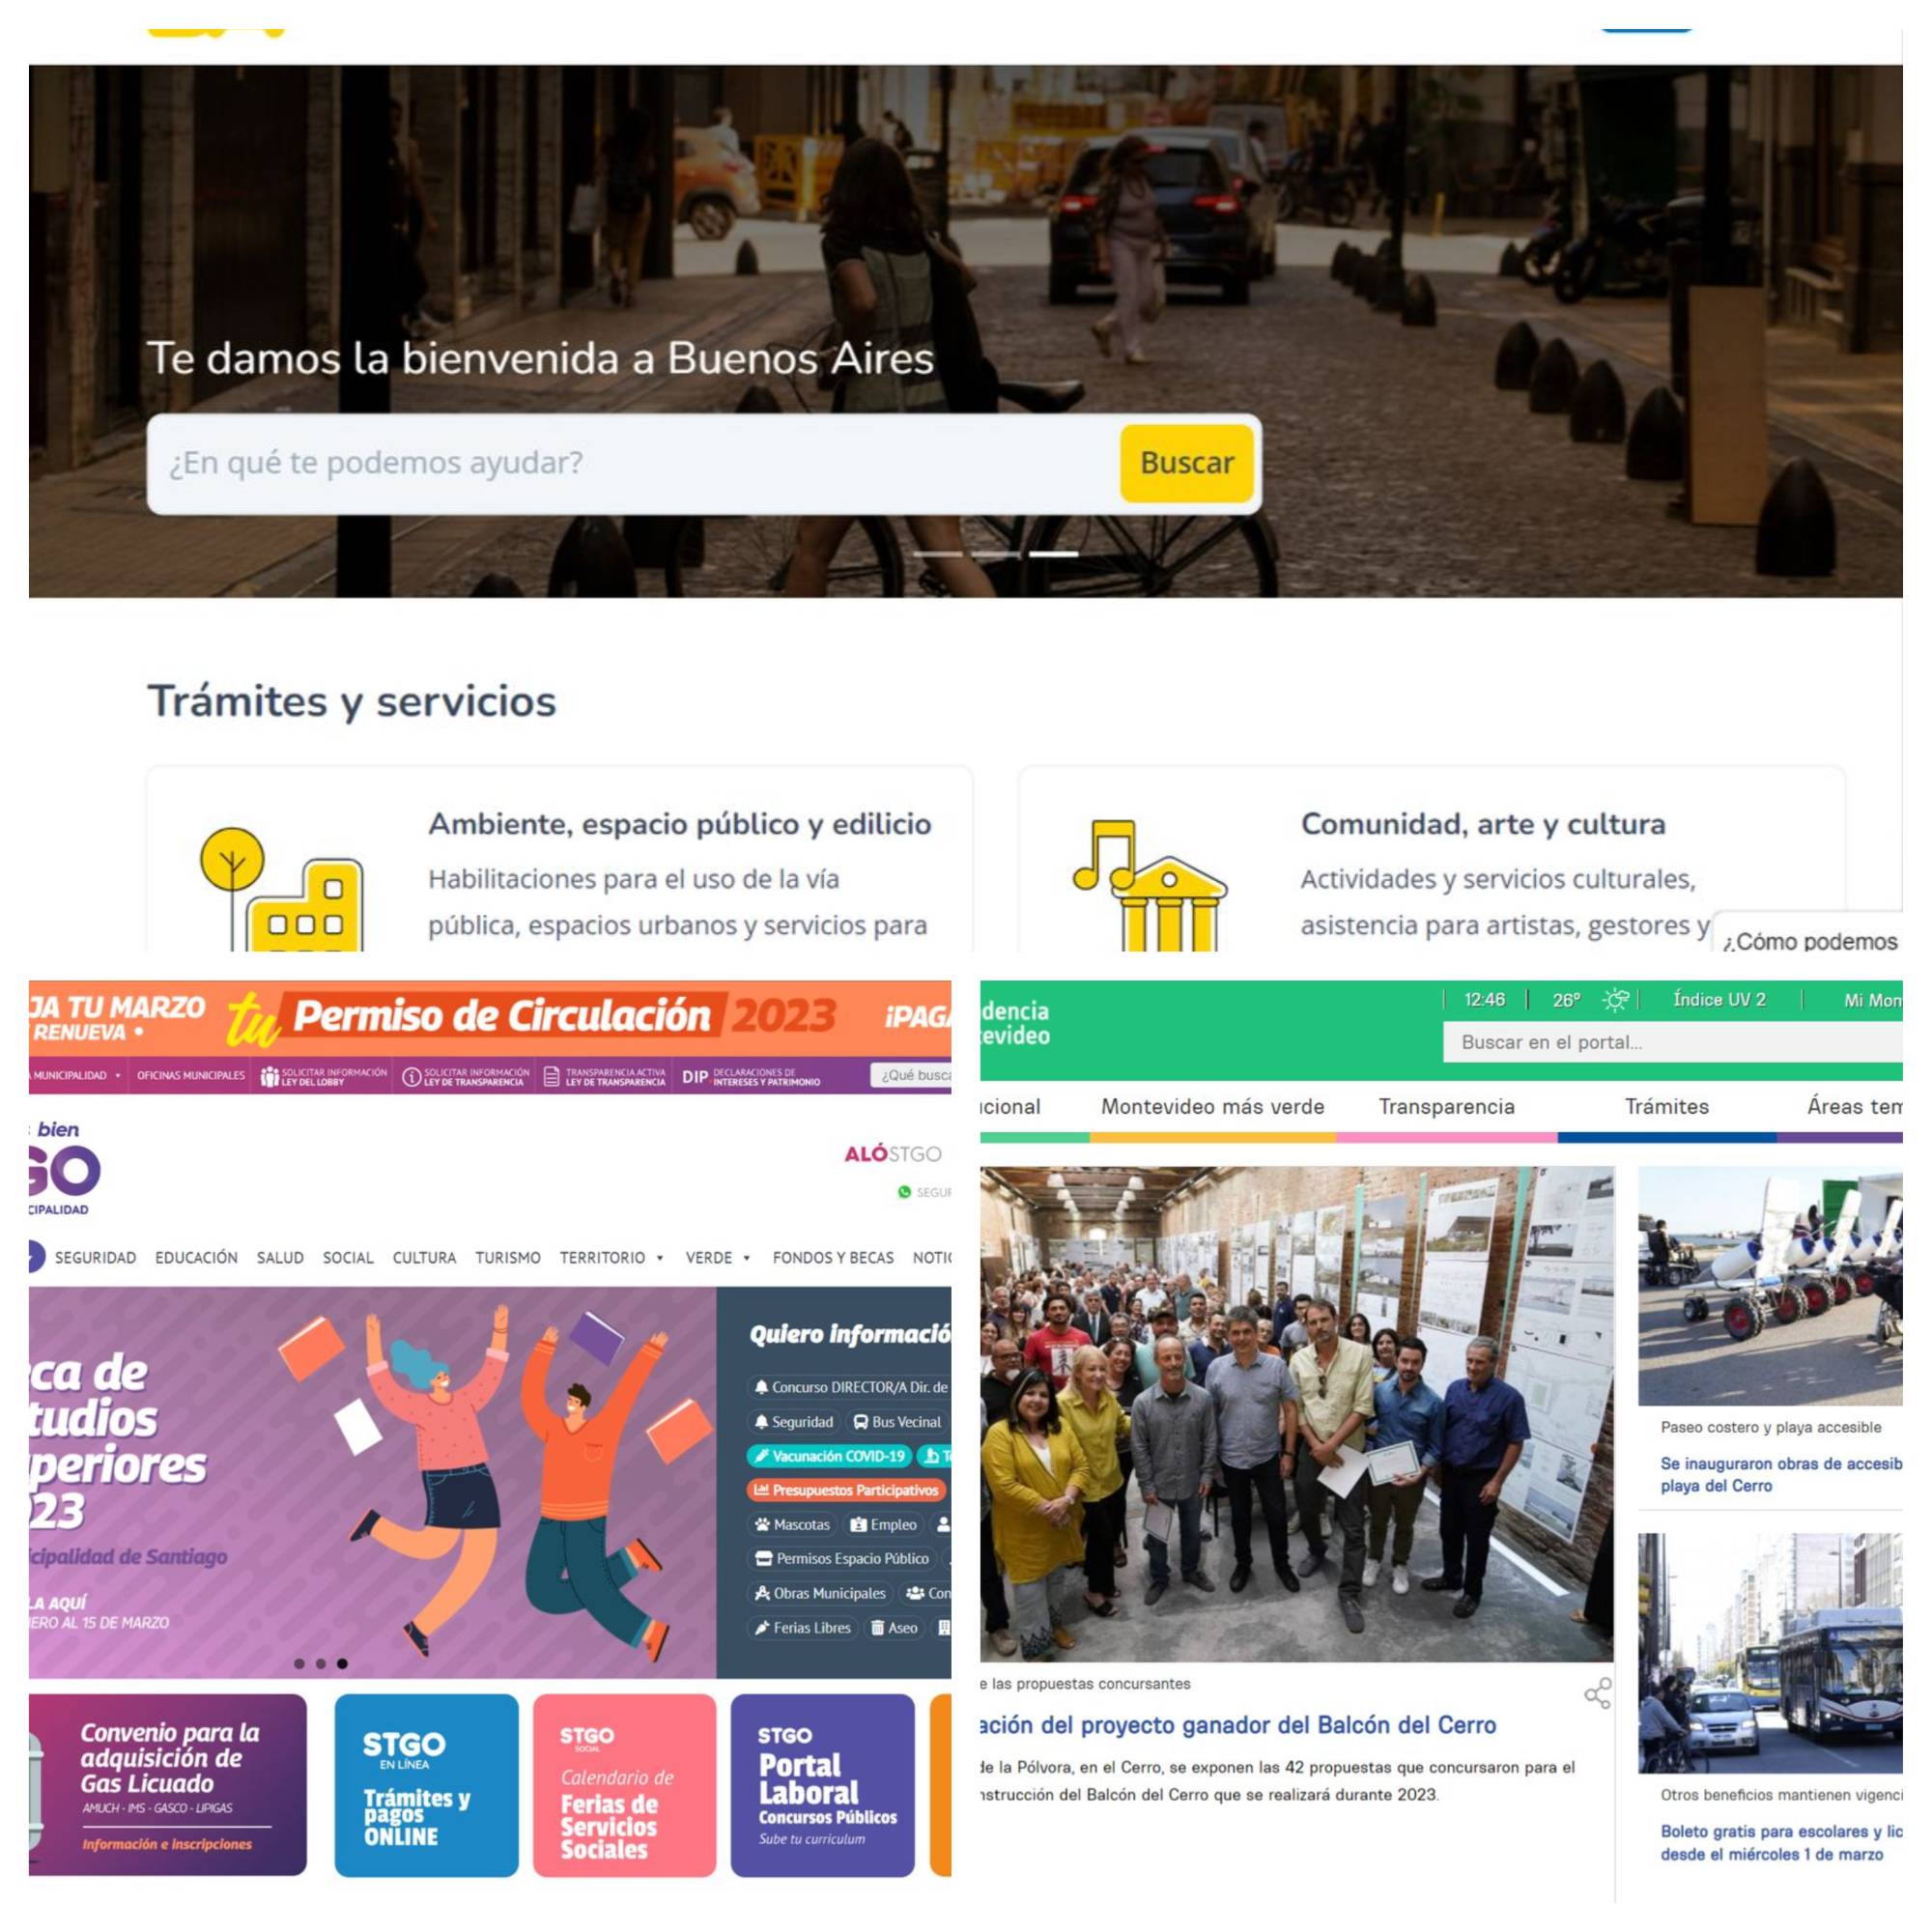 Te damos la bienvenida a Buenos Aires
¿En qué te podemos ayudar?
Buscar
Trámites y servicios
Ambiente, espacio público y edilicio
Habilitaciones para el uso de la vía
pública, espacios urbanos y servicios para
Comunidad, arte y cultura
Actividades y servicios culturales,
asistencia para artistas, gestores y
¿Cómo podemos
JA TU MARZO
RENUEVA •
tu Permiso de Circulación 2023
¡PAG
MUNICIPALIDAD
OFICINAS MUNICIPALES
SOLICITAR INFORMACIÓN
LEY DEL LOBBY
SOLICITAR INFORMACIÓN
LEY DE TRANSPARENCIA
TRANSPARENCIA ACTIVA
LEY DE TRANSPARENCIA
DIP DECLARACIONES DE
INTERESES Y PATRIMONIO
¿Qué busca
bien
GO
CIPALIDAD
ALÓSTGO
SEGUR
SEGURIDAD EDUCACIÓN SALUD SOCIAL CULTURA TURISMO TERRITORIO VERDE FONDOS Y BECAS NOTIC
ca de
tudios
periores
23
cipalidad de Santiago
LA AQUÍ
ERO AL 15 DE MARZO
Quiero informació
Concurso DIRECTOR/A Dir. de
Seguridad
Bus Vecinal
Vacunación COVID-19
Presupuestos Participativos
Mascotas
Empleo
Permisos Espacio Público
Obras Municipales
Con
Ferias Libres
Aseo
Convenio para la
adquisición de
Gas Licuado
AMUCH - IMS - GASCO - LIPIGAS
Información e inscripciones
STGO
EN LÍNEA
Trámites y
pagos
ONLINE
STGO
SOCIAL
Calendario de
Ferias de
Servicios
Sociales
STGO
Portal
Laboral
Concursos Públicos
Sube tu curriculum
dencia
evideo
12:46
26°
Índice UV 2
Mi Mon
Buscar en el portal...
icional
Montevideo más verde
Transparencia
Trámites
Áreas tem
e las propuestas concursantes
ación del proyecto ganador del Balcón del Cerro
de la Pólvora, en el Cerro, se exponen las 42 propuestas que concursaron para el
nstrucción del Balcón del Cerro que se realizará durante 2023.
Paseo costero y playa accesible
Se inauguraron obras de accesib
playa del Cerro
Otros beneficios mantienen vigenci
Boleto gratis para escolares y lic
desde el miércoles 1 de marzo